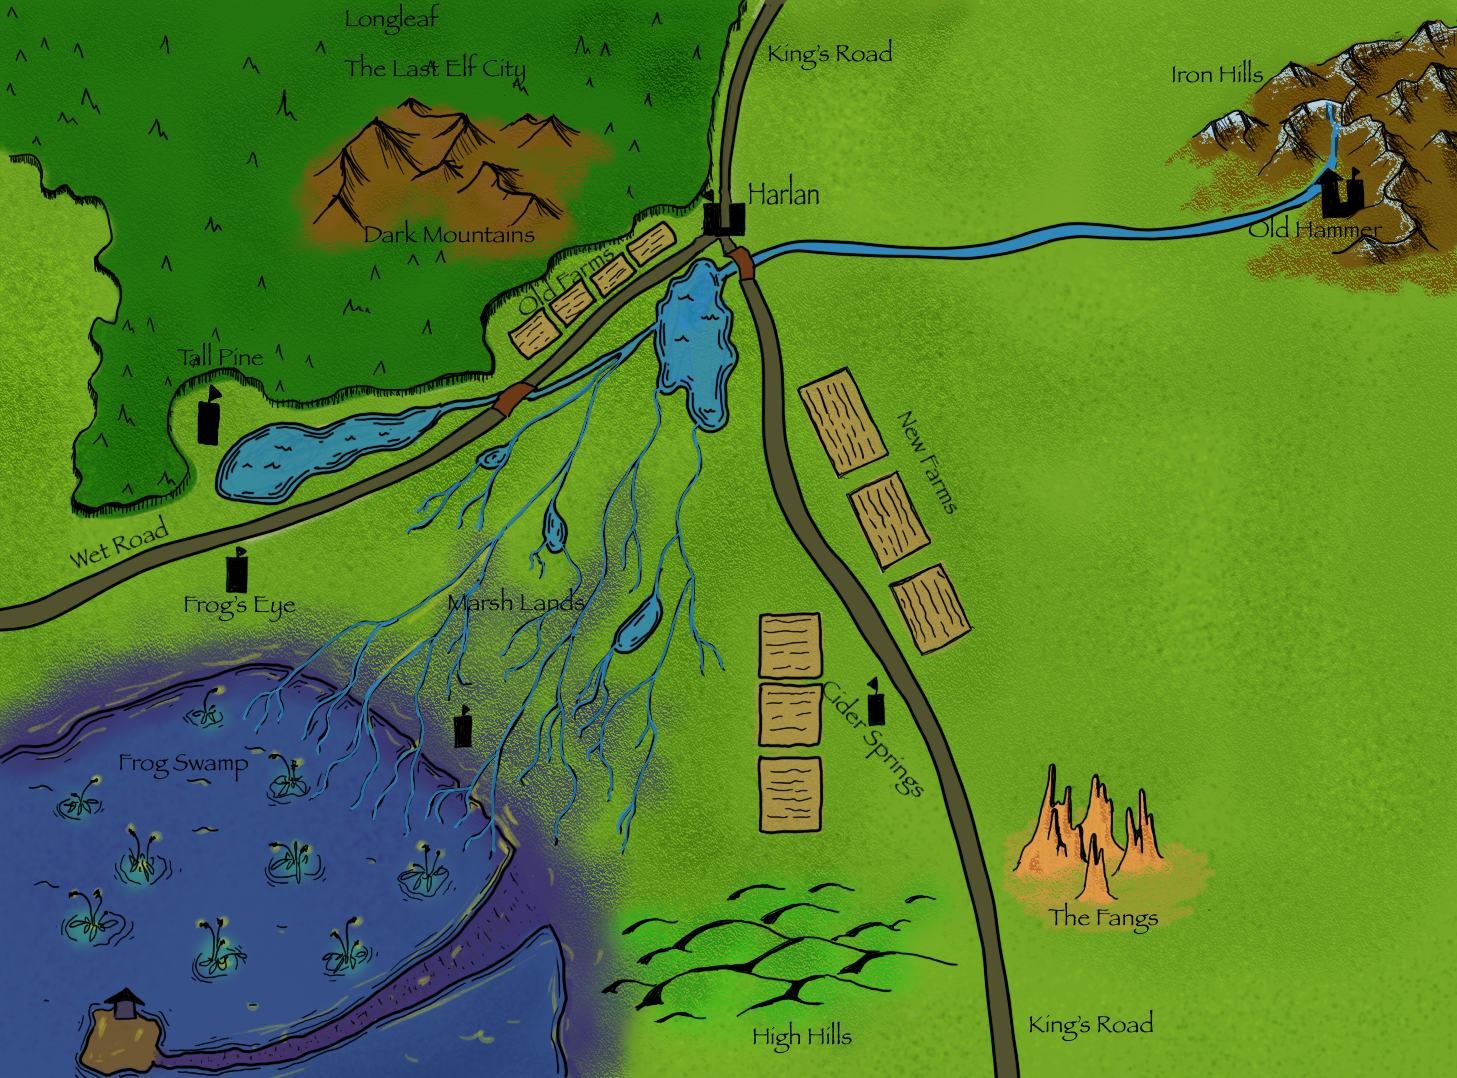 Longleaf
The Last Elf City
King's Road
Iron Hills
Harlan
Dark Mountains
Old Hammer
Old Farms
Tall Pine
New Farms
Wet Road
Frog's Eye
Marsh Lands
Cider Springs
Frog Swamp
The Fangs
High Hills
King's Road